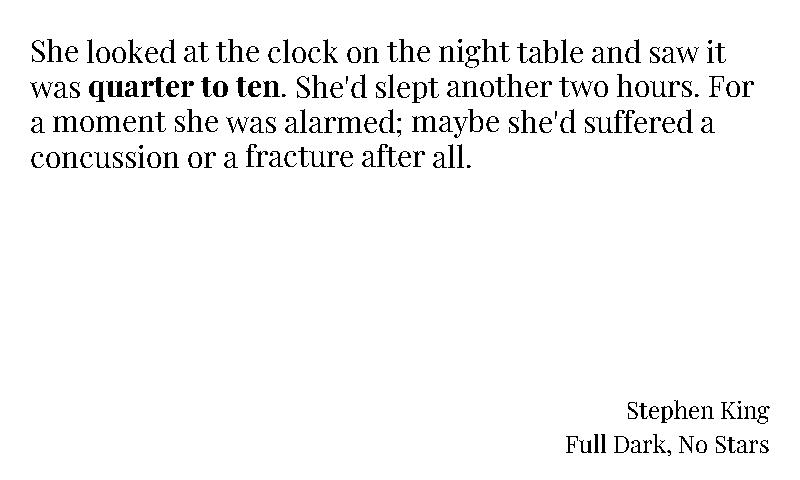 She looked at the clock on the night table and saw it
was quarter to ten. She'd slept another two hours. For
a moment she was alarmed; maybe she'd suffered a
concussion or a fracture after all.
Stephen King
Full Dark, No Stars